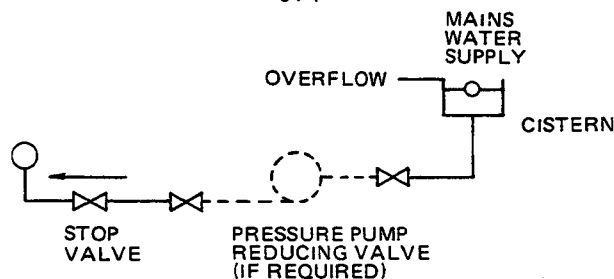 MAINS
WATER
SUPPLY
OVERFLOW
CISTERN
STOP
VALVE
PRESSURE PUMP
REDUCING VALVE
(IF REQUIRED)